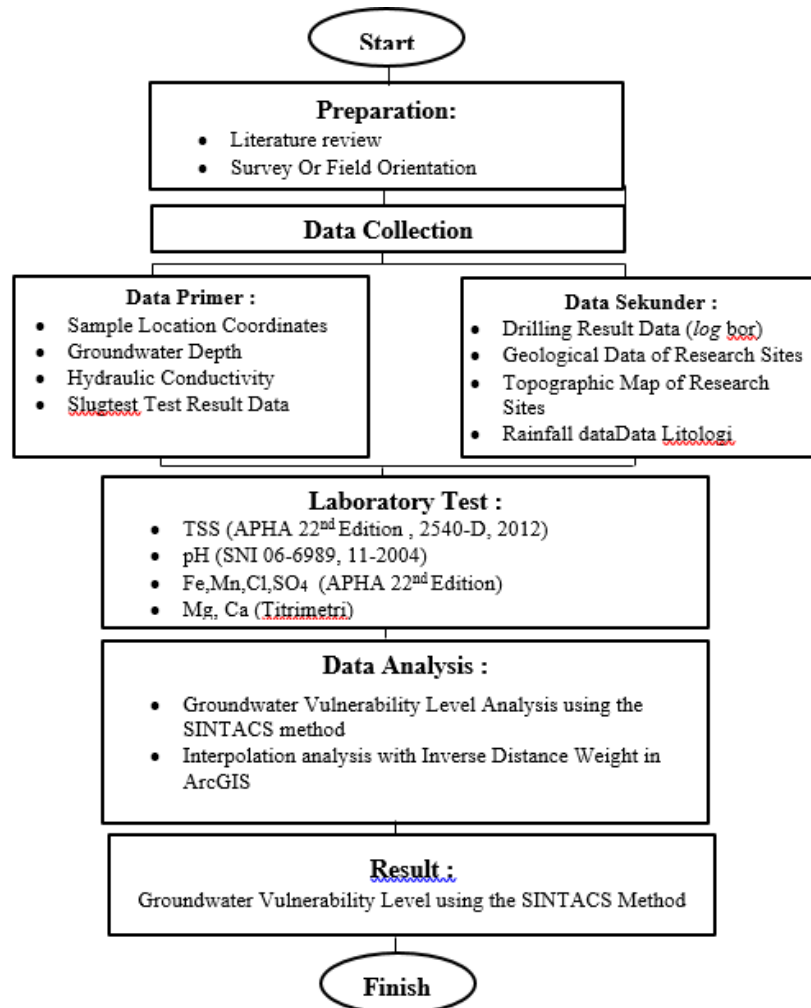 Start
Preparation:
• Literature review
• Survey Or Field Orientation
Data Collection
Data Primer :
• Sample Location Coordinates
• Groundwater Depth
• Hydraulic Conductivity
• Slugtest Test Result Data
Data Sekunder :
• Drilling Result Data (log bor)
• Geological Data of Research Sites
• Topographic Map of Research
Sites
• Rainfall dataData Litologi
Laboratory Test :
• TSS (APHA 22nd Edition , 2540-D, 2012)
• pH (SNI 06-6989, 11-2004)
• Fe,Mn,Cl,SO4 (APHA 22nd Edition)
• Mg, Ca (Titrimetri)
Data Analysis :
• Groundwater Vulnerability Level Analysis using the
SINTACS method
• Interpolation analysis with Inverse Distance Weight in
ArcGIS
Result :
Groundwater Vulnerability Level using the SINTACS Method
Finish